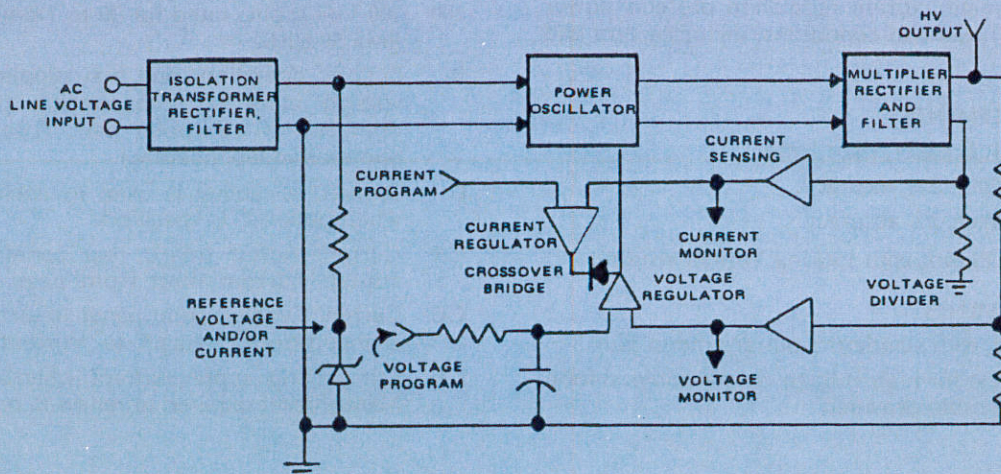 HV
OUTPUT
AC
LINE VOLTAGE
INPUT
ISOLATION
TRANSFORMER
RECTIFIER,
FILTER
POWER
OSCILLATOR
MULTIPLIER
RECTIFIER
AND
FILTER
CURRENT
SENSING
CURRENT
PROGRAM
CURRENT
REGULATOR
CURRENT
MONITOR
CROSSOVER
BRIDGE
VOLTAGE
REGULATOR
VOLTAGE
DIVIDER
REFERENCE
VOLTAGE
AND/OR
CURRENT
VOLTAGE
PROGRAM
VOLTAGE
MONITOR